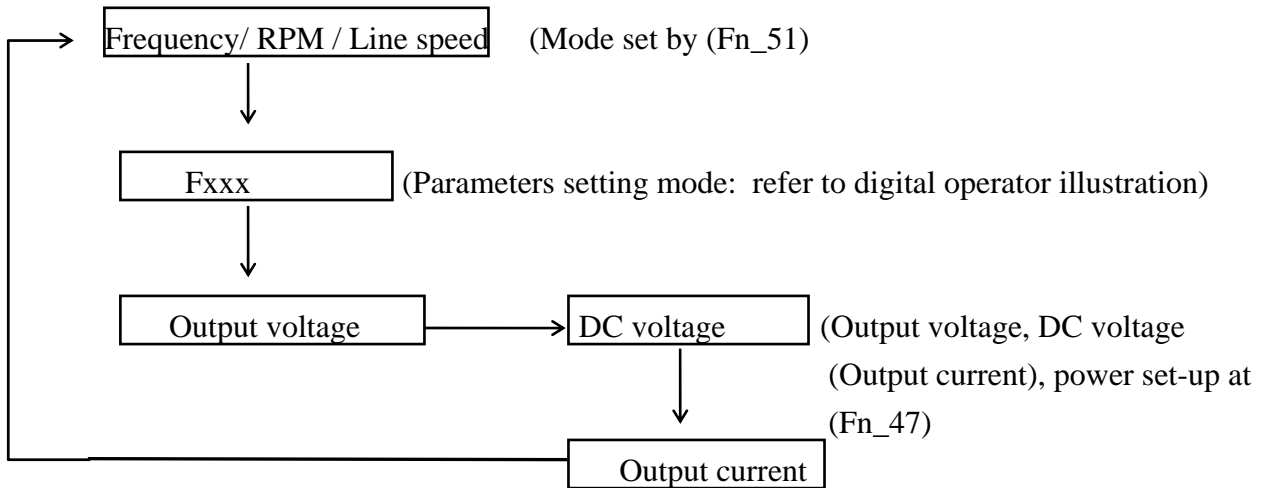 Frequency/ RPM / Line speed (Mode set by (Fn_51)
Fxxx (Parameters setting mode: refer to digital operator illustration)
Output voltage DC voltage (Output voltage, DC voltage
(Output current), power set-up at
(Fn_47)
Output current